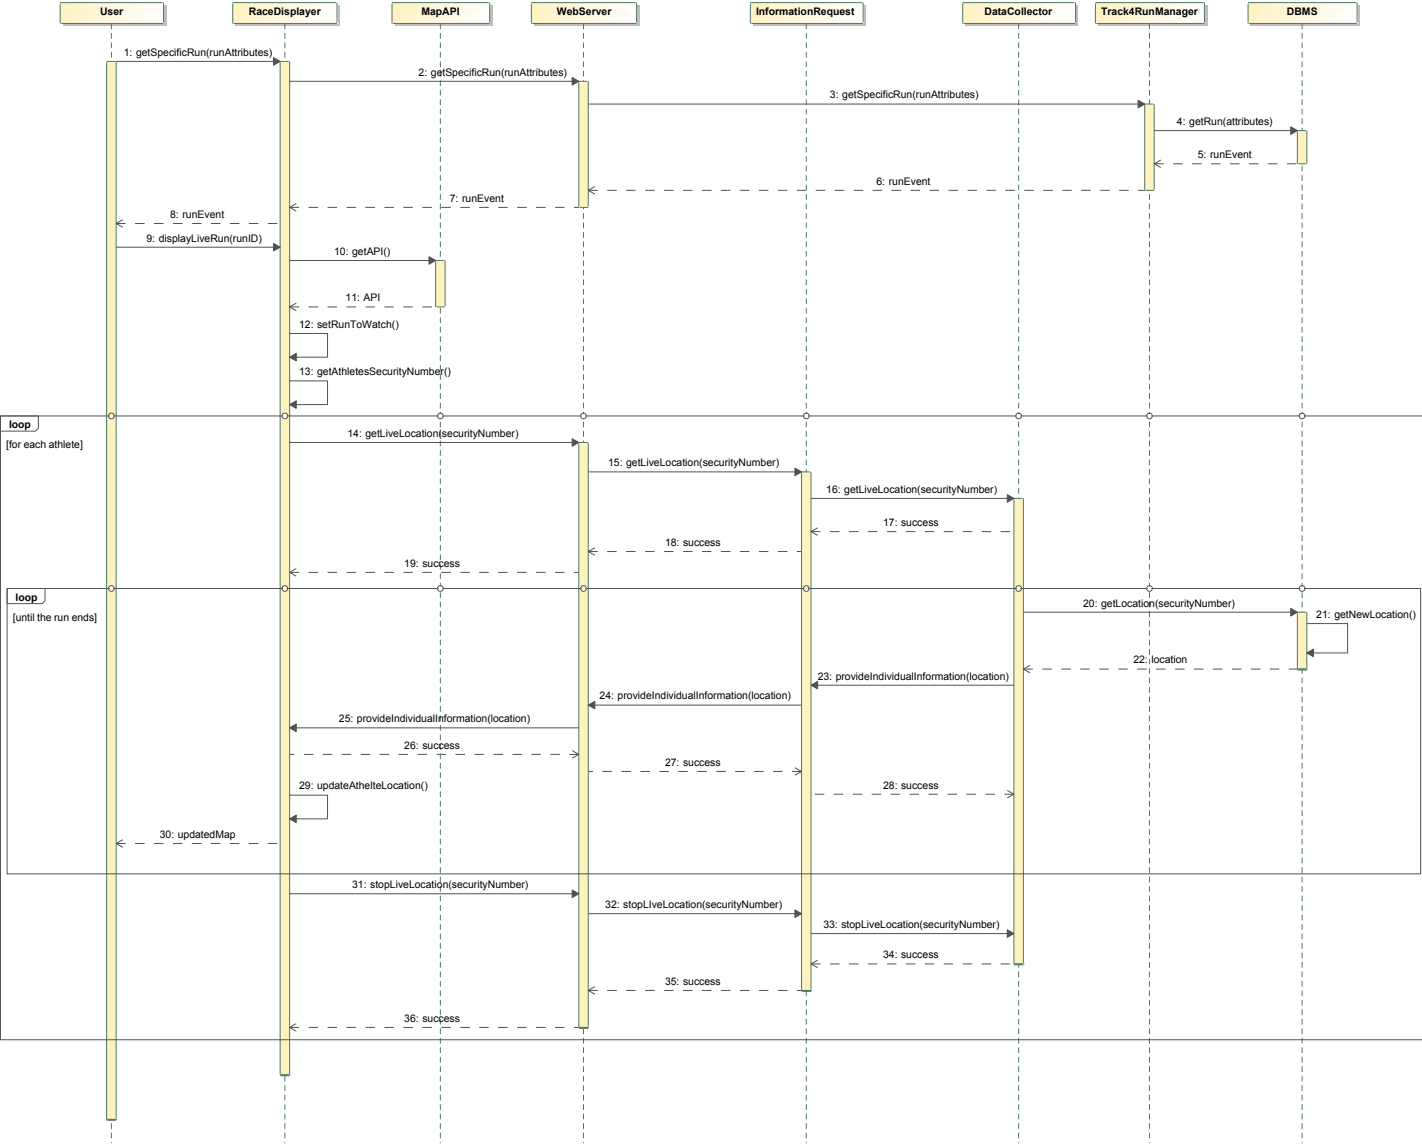 User
RaceDisplayer
MapAPI
WebServer
InformationRequest
DataCollector
Track4RunManager
DBMS
1: getSpecificRun(runAttributes)
2: getSpecificRun(runAttributes)
3: getSpecificRun(runAttributes)
4: getRun(attributes)
5: runEvent
6: runEvent
7: runEvent
8: runEvent
9: displayLiveRun(runID)
10: getAPI()
11: API
12: setRunToWatch()
13: getAthletesSecurityNumber()
loop
[for each athlete]
14: getLiveLocation(securityNumber)
15: getLiveLocation(securityNumber)
16: getLiveLocation(securityNumber)
17: success
18: success
19: success
loop
[until the run ends]
20: getLocation(securityNumber)
21: getNewLocation()
22: location
23: provideIndividualInformation(location)
24: provideIndividualInformation(location)
25: provideIndividualInformation(location)
26: success
27: success
28: success
29: updateAthelteLocation()
30: updatedMap
31: stopLiveLocation(securityNumber)
32: stopLIveLocation(securityNumber)
33: stopLiveLocation(securityNumber)
34: success
35: success
36: success